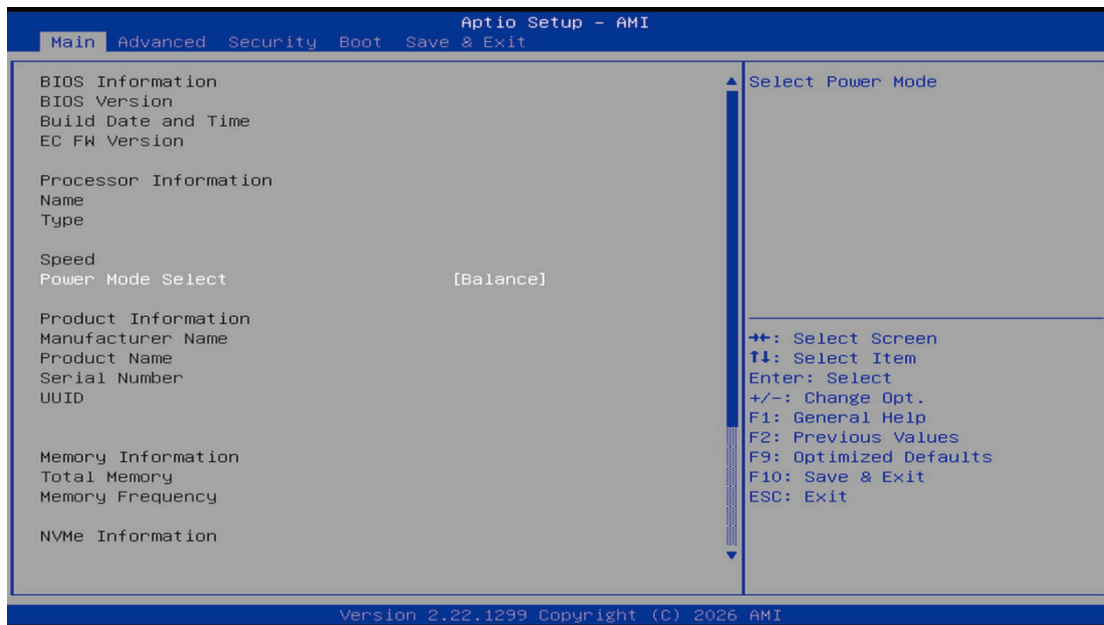 Aptio Setup – AMI
Main Advanced Security Boot Save & Exit
BIOS Information
BIOS Version
Build Date and Time
EC FW Version
Processor Information
Name
Type
Speed
Power Mode Select [Balance]
Product Information
Manufacturer Name
Product Name
Serial Number
UUID
Memory Information
Total Memory
Memory Frequency
NVMe Information
Select Power Mode
→←: Select Screen
↑↓: Select Item
Enter: Select
+/–: Change Opt.
F1: General Help
F2: Previous Values
F9: Optimized Defaults
F10: Save & Exit
ESC: Exit
Version 2.22.1299 Copyright (C) 2026 AMI